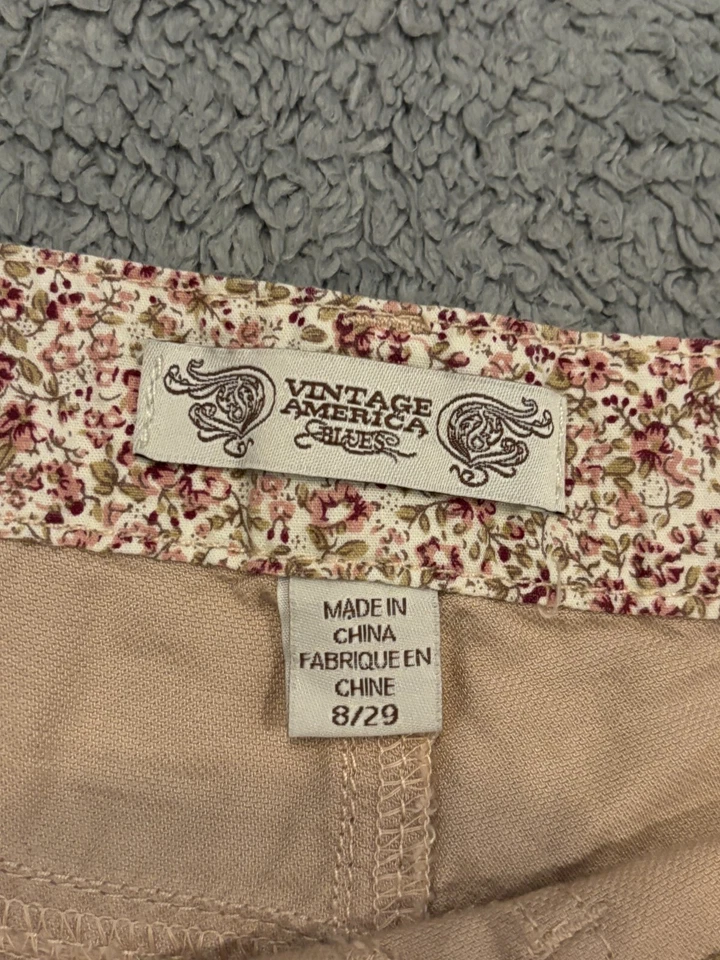 VINTAGE
AMERICA
BLUES
MADE IN
CHINA
FABRIQUE EN
CHINE
8/29